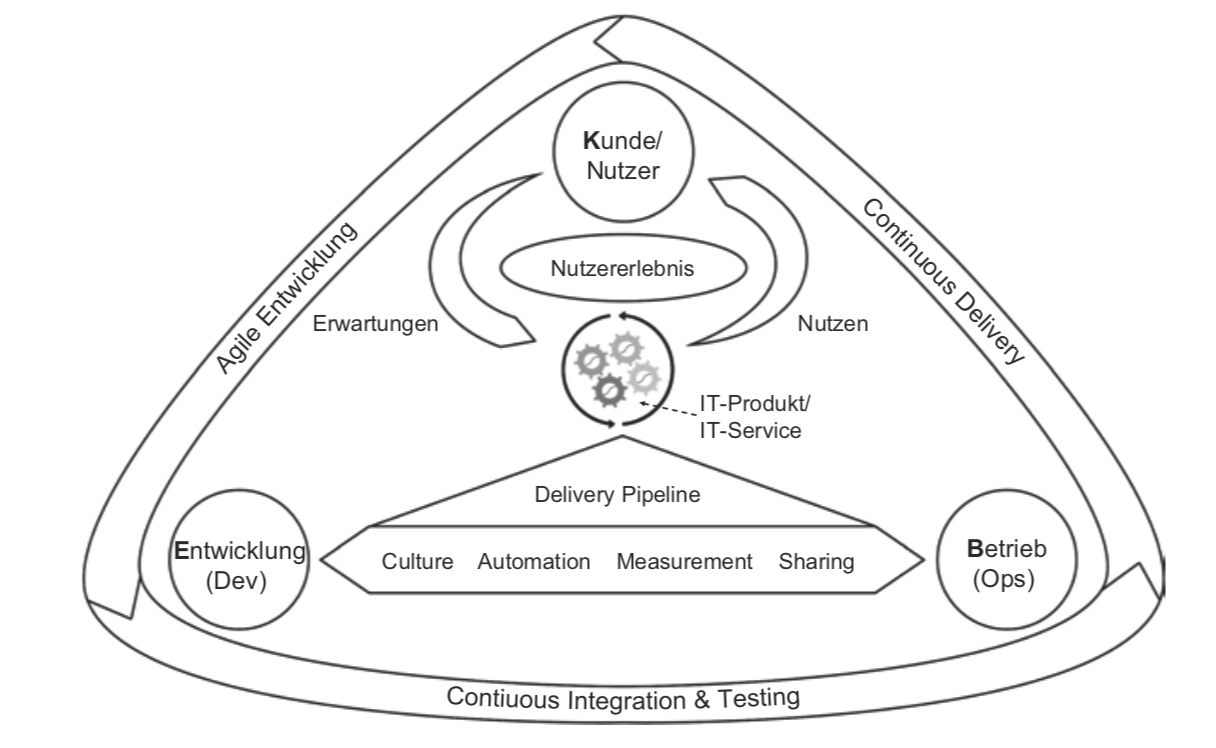 Kunde/
Nutzer
Agile Entwicklung
Continuous Delivery
Nutzererlebnis
Erwartungen
Nutzen
IT-Produkt/
IT-Service
Delivery Pipeline
Entwicklung
(Dev)
Culture Automation Measurement Sharing
Betrieb
(Ops)
Contiuous Integration & Testing